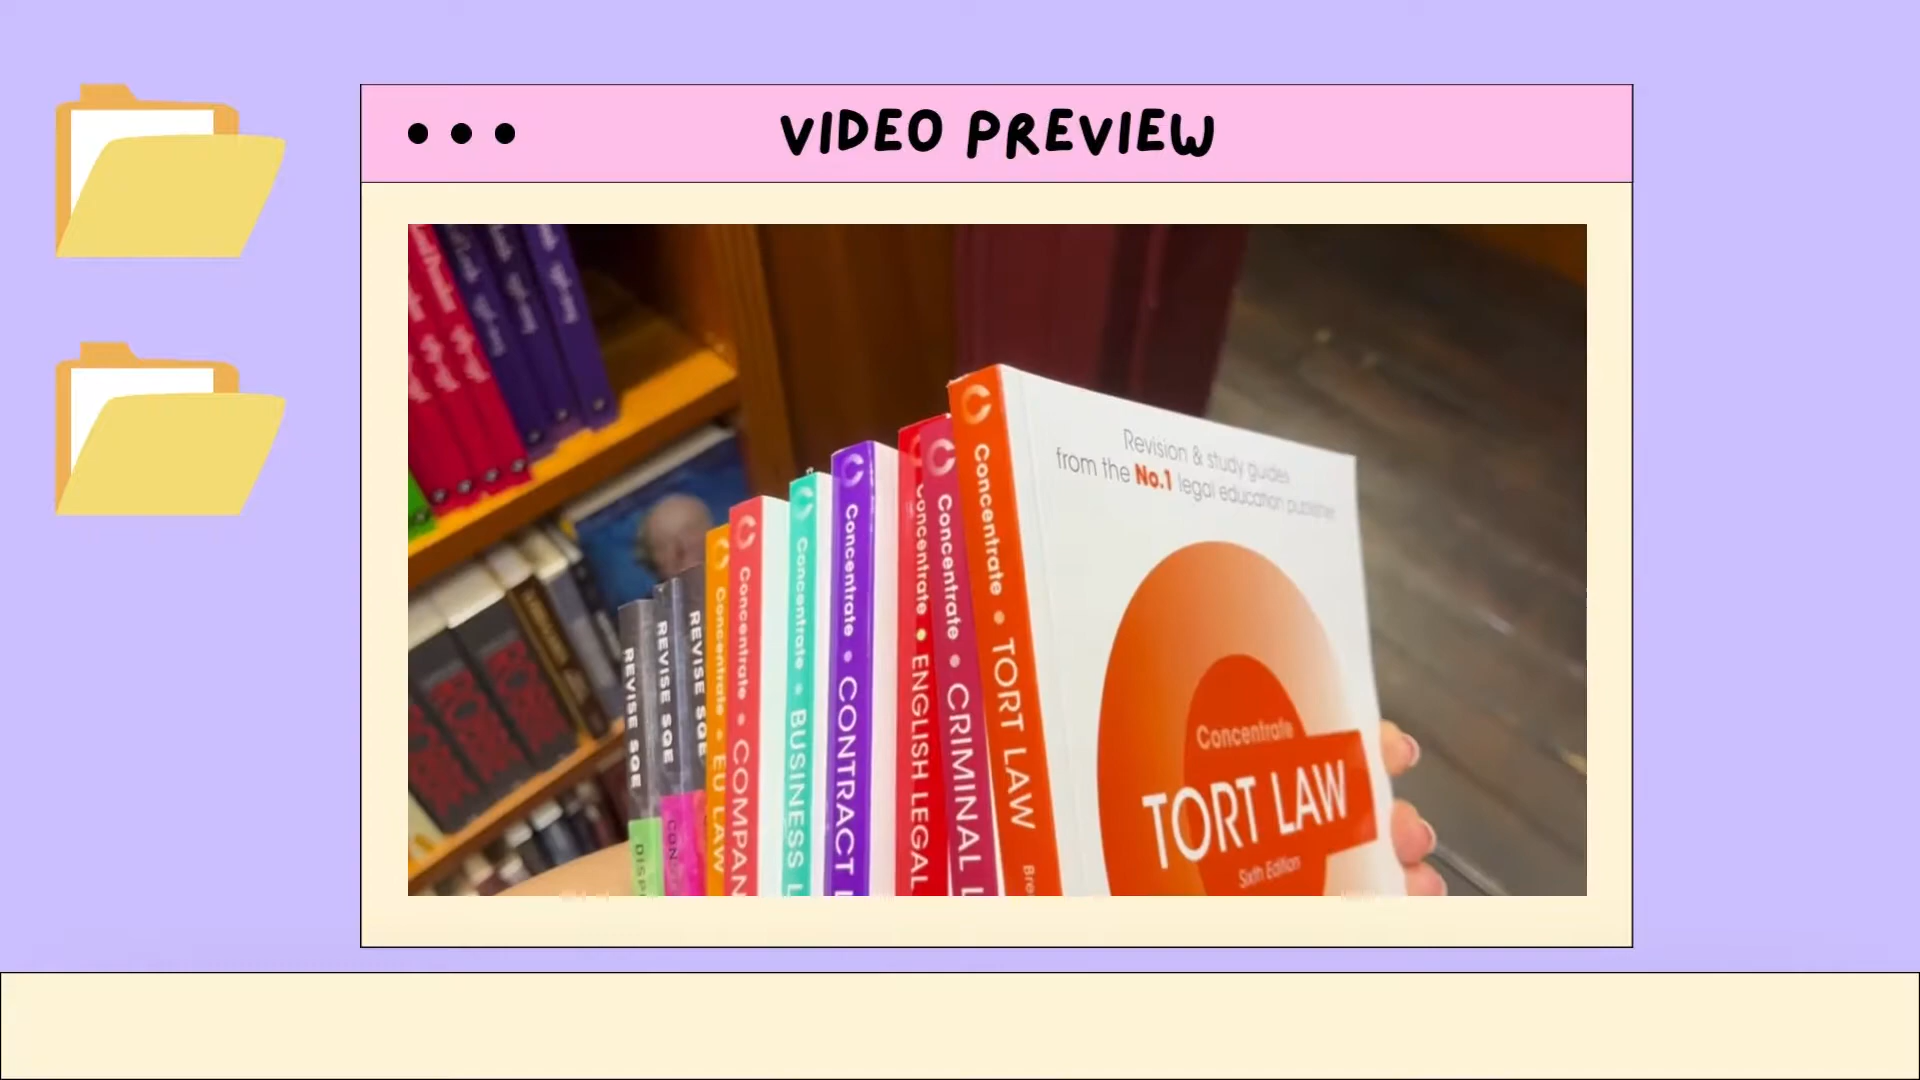 VIDEO PREVIEW
Revision & study guides
from the No.1 legal education publisher
Concentrate
TORT LAW
Sixth Edition
Concentrate • TORT LAW
Concentrate • CRIMINAL L
Concentrate • ENGLISH LEGAL
Concentrate • CONTRACT
Concentrate • BUSINESS L
Concentrate • COMPAN
Concentrate • EU LAW
REVISE SQE
REVISE SQE
REVISE SQE